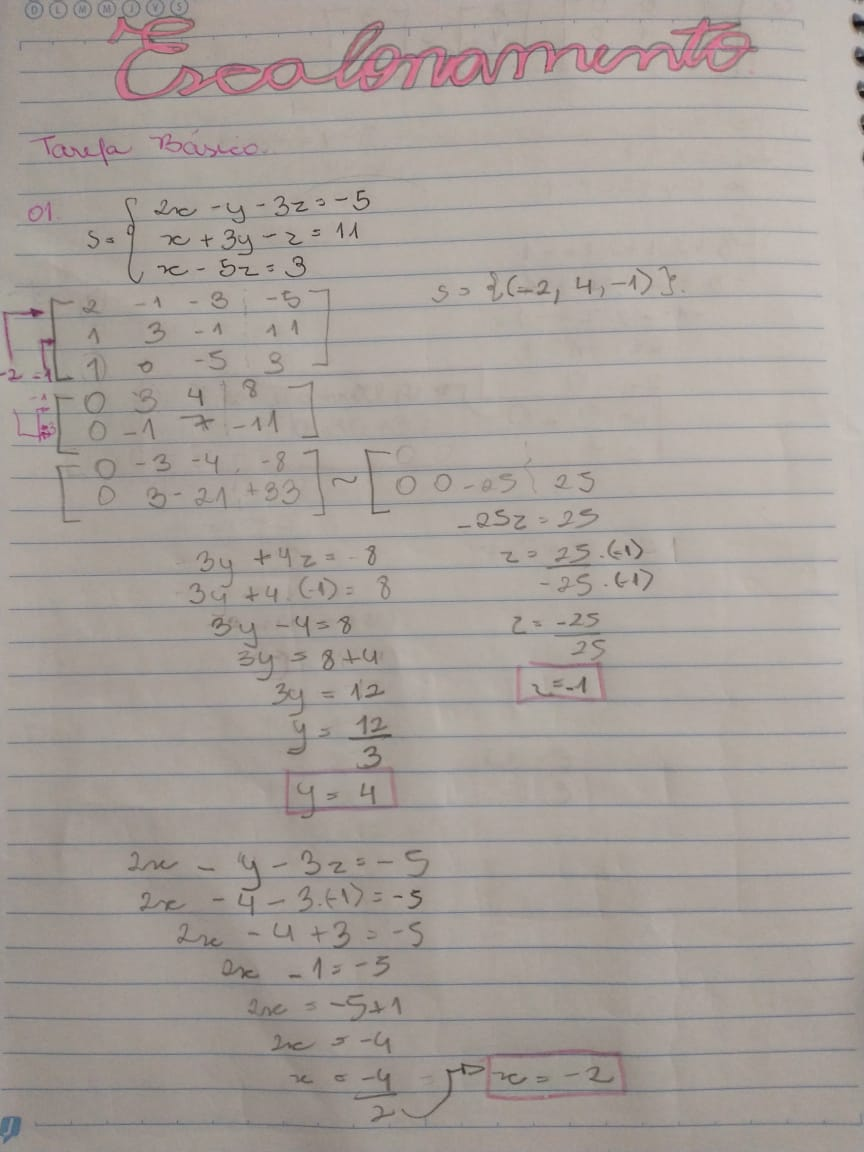 D L M M J V S
Escalonamento
Tarefa Básica.
01.
S = { 2x - y - 3z = -5
x + 3y - z = 11
x - 5z = 3
S = {(-2, 4, -1)}.
2 -1 -3 -5
1 3 -1 11
1 0 -5 3
-2 -1
0 3 4 8
0 -1 7 -11
-1
3
0 -3 -4 -8
0 3 -21 +33
~ [ 0
0 0 -25 25
-25z = 25
z = 25.(-1)
-25.(-1)
z = -25
25
z = -1
3y + 4z = 8
3y + 4.(-1) = 8
3y - 4 = 8
3y = 8 + 4
3y = 12
y = 12
3
y = 4
2x - y - 3z = -5
2x - 4 - 3.(-1) = -5
2x - 4 + 3 = -5
2x - 1 = -5
2x = -5 + 1
2x = -4
x = -4
2
x = -2